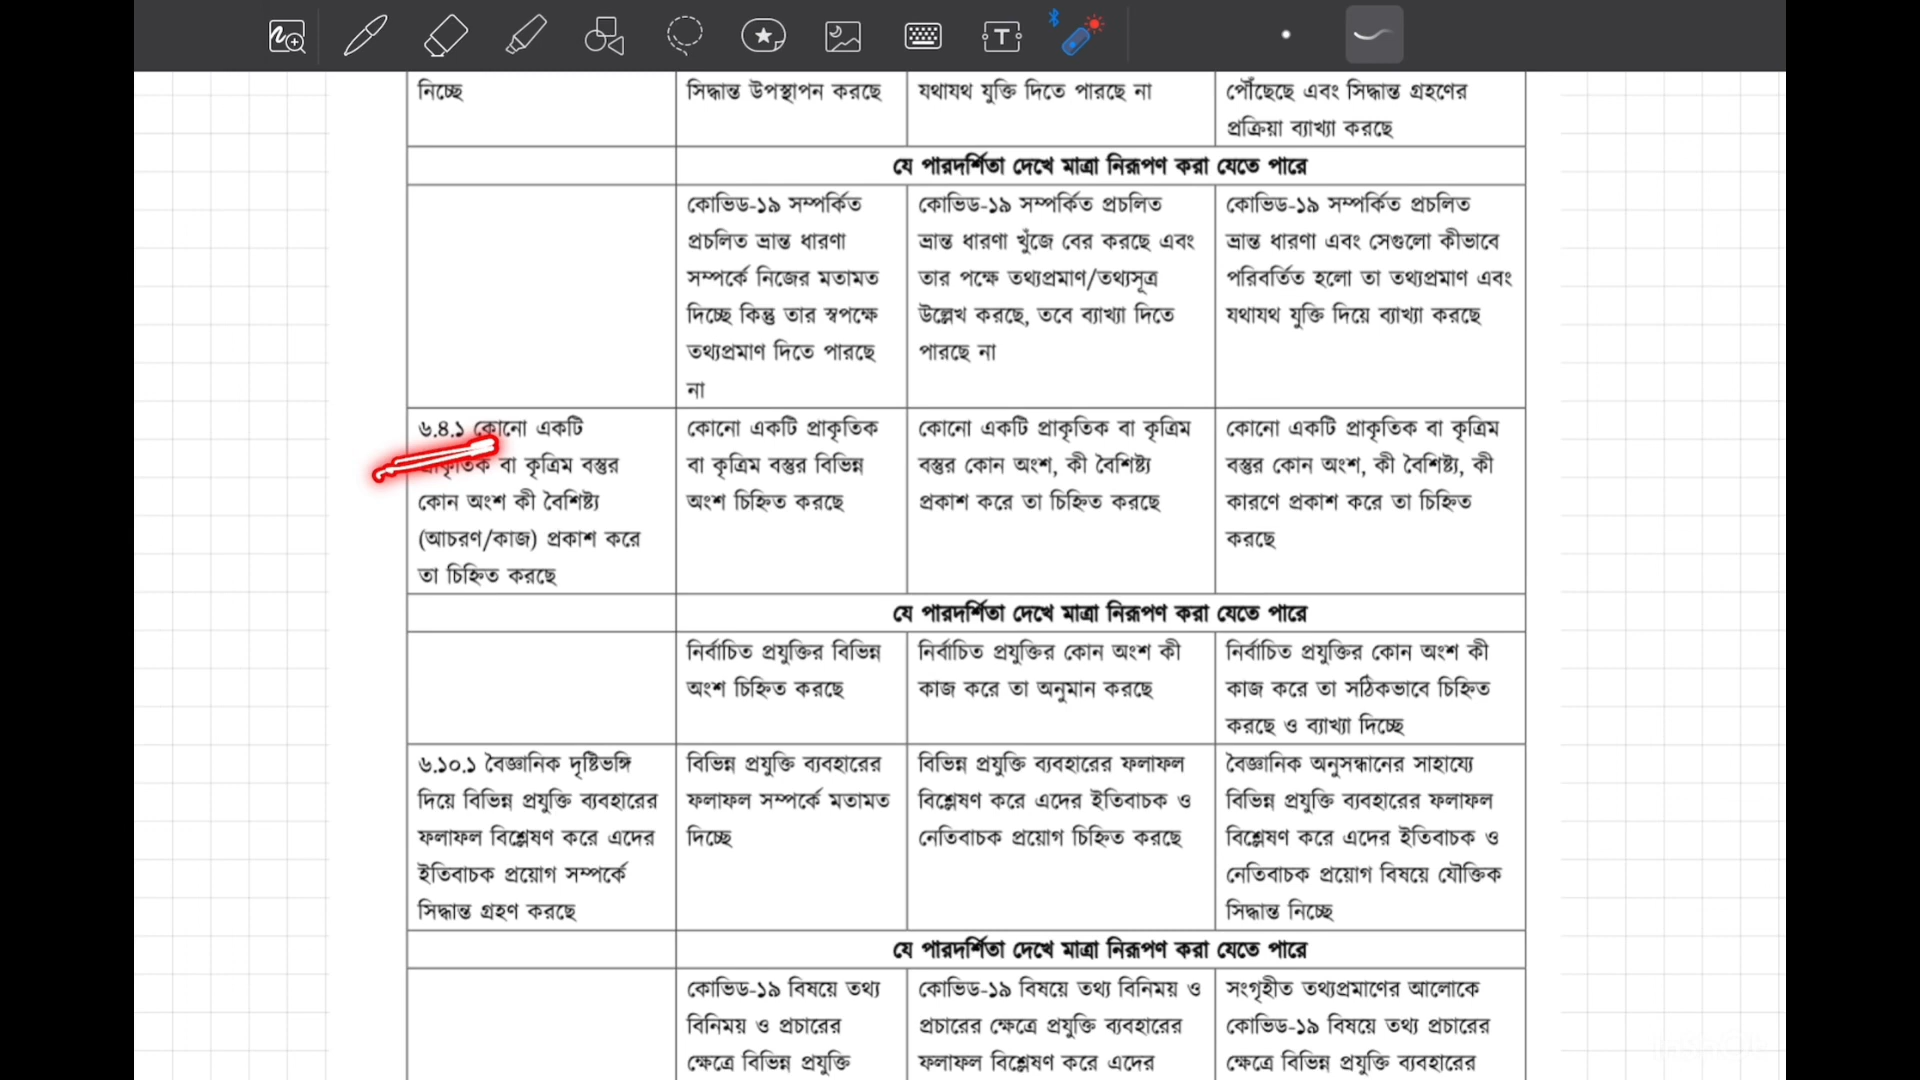 নিচ্ছে
সিদ্ধান্ত উপস্থাপন করছে
যথাযথ যুক্তি দিতে পারছে না
পৌঁছেছে এবং সিদ্ধান্ত গ্রহণের
প্রক্রিয়া ব্যাখ্যা করছে
যে পারদর্শিতা দেখে মাত্রা নিরূপণ করা যেতে পারে
কোভিড-১৯ সম্পর্কিত
প্রচলিত ভ্রান্ত ধারণা
সম্পর্কে নিজের মতামত
দিচ্ছে কিন্তু তার স্বপক্ষে
তথ্যপ্রমাণ দিতে পারছে
না
কোভিড-১৯ সম্পর্কিত প্রচলিত
ভ্রান্ত ধারণা খুঁজে বের করছে এবং
তার পক্ষে তথ্যপ্রমাণ/তথ্যসূত্র
উল্লেখ করছে, তবে ব্যাখা দিতে
পারছে না
কোভিড-১৯ সম্পর্কিত প্রচলিত
ভ্রান্ত ধারণা এবং সেগুলো কীভাবে
পরিবর্তিত হলো তা তথ্যপ্রমাণ এবং
যথাযথ যুক্তি দিয়ে ব্যাখ্যা করছে
৬.৪.১ কোনো একটি
প্রাকৃতিক বা কৃত্রিম বস্তুর
কোন অংশ কী বৈশিষ্ট্য
(আচরণ/কাজ) প্রকাশ করে
তা চিহ্নিত করছে
কোনো একটি প্রাকৃতিক
বা কৃত্রিম বস্তুর বিভিন্ন
অংশ চিহ্নিত করছে
কোনো একটি প্রাকৃতিক বা কৃত্রিম
বস্তুর কোন অংশ, কী বৈশিষ্ট্য
প্রকাশ করে তা চিহ্নিত করছে
কোনো একটি প্রাকৃতিক বা কৃত্রিম
বস্তুর কোন অংশ, কী বৈশিষ্ট্য, কী
কারণে প্রকাশ করে তা চিহ্নিত
করছে
যে পারদর্শিতা দেখে মাত্রা নিরূপণ করা যেতে পারে
নির্বাচিত প্রযুক্তির বিভিন্ন
অংশ চিহ্নিত করছে
নির্বাচিত প্রযুক্তির কোন অংশ কী
কাজ করে তা অনুমান করছে
নির্বাচিত প্রযুক্তির কোন অংশ কী
কাজ করে তা সঠিকভাবে চিহ্নিত
করছে ও ব্যাখ্যা দিচ্ছে
৬.১০.১ বৈজ্ঞানিক দৃষ্টিভঙ্গি
দিয়ে বিভিন্ন প্রযুক্তি ব্যবহারের
ফলাফল বিশ্লেষণ করে এদের
ইতিবাচক প্রয়োগ সম্পর্কে
সিদ্ধান্ত গ্রহণ করছে
বিভিন্ন প্রযুক্তি ব্যবহারের
ফলাফল সম্পর্কে মতামত
দিচ্ছে
বিভিন্ন প্রযুক্তি ব্যবহারের ফলাফল
বিশ্লেষণ করে এদের ইতিবাচক ও
নেতিবাচক প্রয়োগ চিহ্নিত করছে
বৈজ্ঞানিক অনুসন্ধানের সাহায্যে
বিভিন্ন প্রযুক্তি ব্যবহারের ফলাফল
বিশ্লেষণ করে এদের ইতিবাচক ও
নেতিবাচক প্রয়োগ বিষয়ে যৌক্তিক
সিদ্ধান্ত নিচ্ছে
যে পারদর্শিতা দেখে মাত্রা নিরূপণ করা যেতে পারে
কোভিড-১৯ বিষয়ে তথ্য
বিনিময় ও প্রচারের
ক্ষেত্রে বিভিন্ন প্রযুক্তি
কোভিড-১৯ বিষয়ে তথ্য বিনিময় ও
প্রচারের ক্ষেত্রে প্রযুক্তি ব্যবহারের
ফলাফল বিশ্লেষণ করে এদের
সংগৃহীত তথ্যপ্রমাণের আলোকে
কোভিড-১৯ বিষয়ে তথ্য প্রচারের
ক্ষেত্রে বিভিন্ন প্রযুক্তি ব্যবহারের